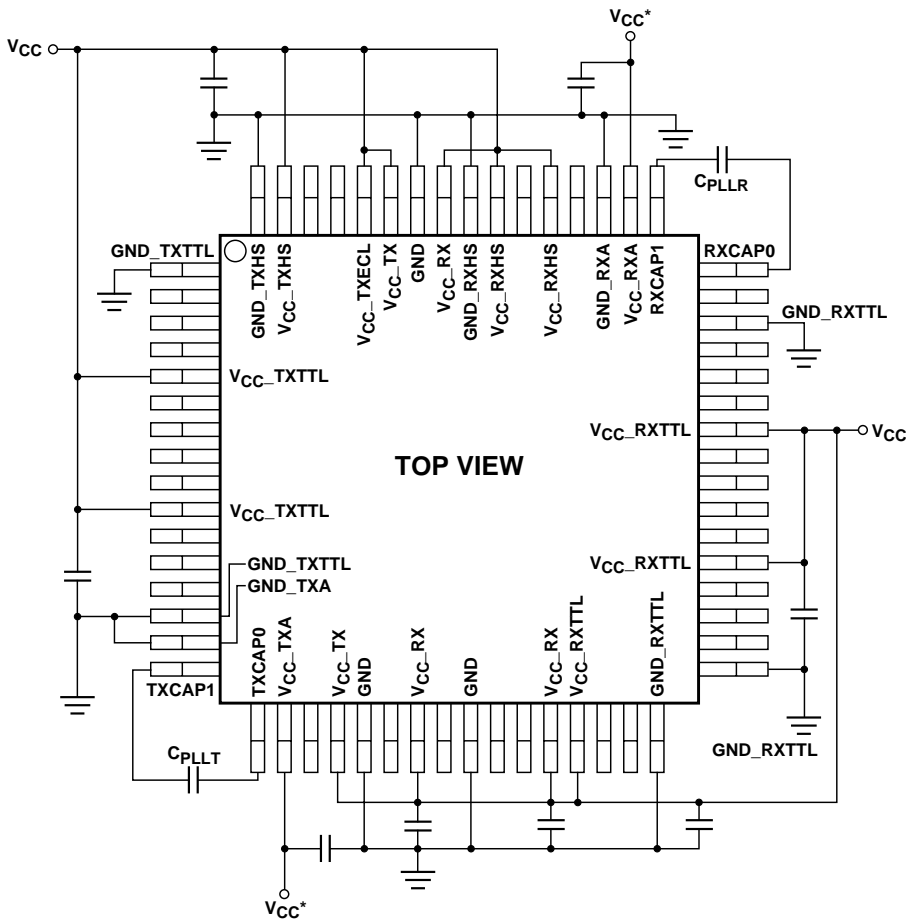 VCC*
VCC
CPLLR
GND_TXTTL
GND_TXHS
VCC_TXHS
VCC_TXECL
VCC_TX
GND
VCC_RX
GND_RXHS
VCC_RXHS
VCC_RXHS
GND_RXA
VCC_RXA
RXCAP1
RXCAP0
GND_RXTTL
VCC_TXTTL
VCC_RXTTL
VCC
TOP VIEW
VCC_TXTTL
VCC_RXTTL
GND_TXTTL
GND_TXA
TXCAP0
VCC_TXA
VCC_TX
GND
VCC_RX
GND
VCC_RX
VCC_RXTTL
GND_RXTTL
TXCAP1
GND_RXTTL
CPLLT
VCC*